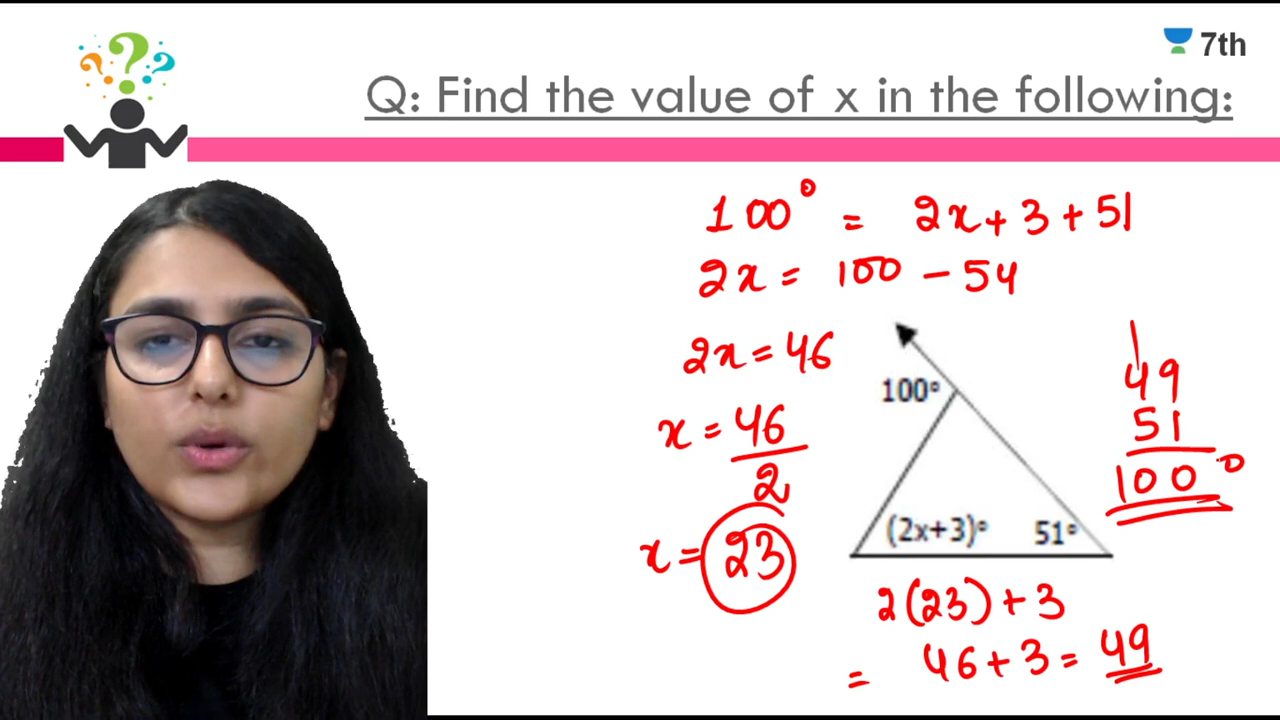 7th
Q: Find the value of x in the following:
100° = 2x + 3 + 51
2x = 100 - 54
2x = 46
x = 46
2
x = 23
100°
(2x+3)°
51°
1
49
51
100°
2(23) + 3
= 46 + 3 = 49